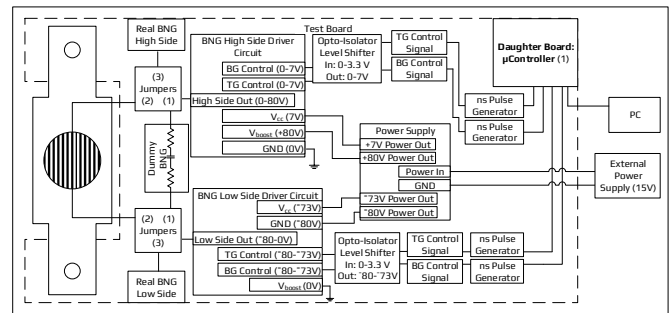 Test Board
Real BNG
High Side
(3)
Jumpers
(2) (1)
Dummy
BNG
(2) (1)
Jumpers
(3)
Real BNG
Low Side
BNG High Side Driver
Circuit
BG Control (0-7V)
TG Control (0-7V)
High Side Out (0-80V)
Vcc (7V)
Vboost (+80V)
GND (0V)
Opto-Isolator
Level Shifter
In: 0-3.3 V
Out: 0-7V
TG Control
Signal
BG Control
Signal
ns Pulse
Generator
ns Pulse
Generator
Daughter Board:
µController (1)
PC
External
Power
Supply (15V)
Power Supply
+7V Power Out
+80V Power Out
Power In
GND
‾73V Power Out
‾80V Power Out
BNG Low Side Driver Circuit
Vcc (‾73V)
GND (‾80V)
Low Side Out (‾80-0V)
TG Control (‾80-‾73V)
BG Control (‾80-‾73V)
Vboost (0V)
Opto-Isolator
Level Shifter
In: 0-3.3 V
Out: ‾80-‾73V
TG Control
Signal
BG Control
Signal
ns Pulse
Generator
ns Pulse
Generator